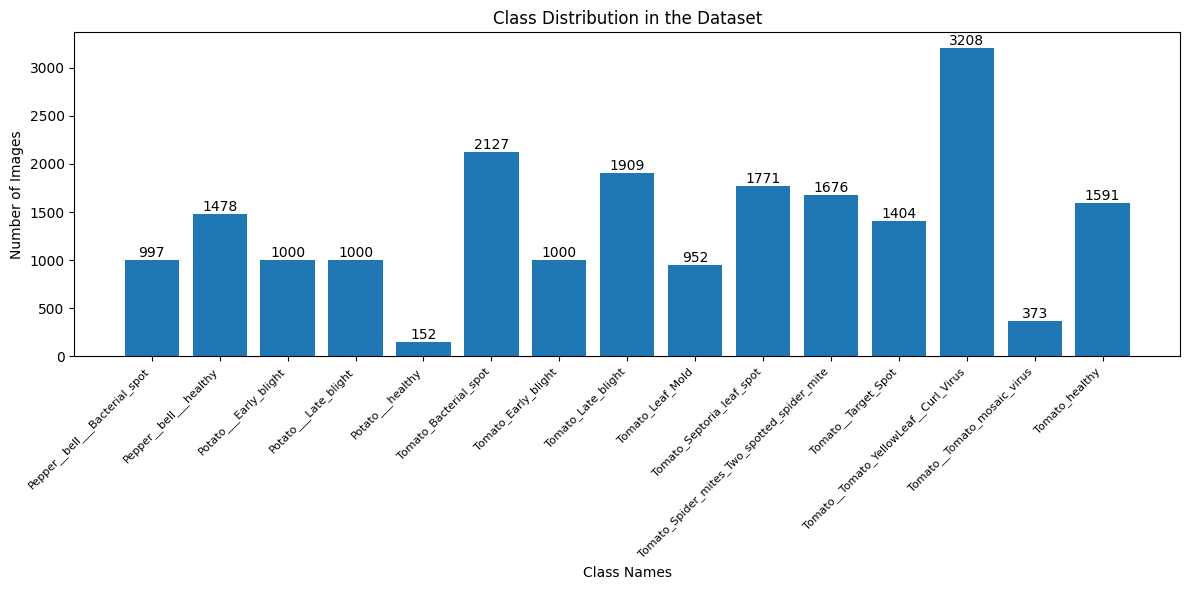 Class Distribution in the Dataset
Number of Images
3000
2500
2000
1500
1000
500
0
997
1478
1000
1000
152
2127
1000
1909
952
1771
1676
1404
3208
373
1591
Pepper__bell___Bacterial_spot
Pepper__bell___healthy
Potato___Early_blight
Potato___Late_blight
Potato___healthy
Tomato_Bacterial_spot
Tomato_Early_blight
Tomato_Late_blight
Tomato_Leaf_Mold
Tomato_Septoria_leaf_spot
Tomato_Spider_mites_Two_spotted_spider_mite
Tomato__Target_Spot
Tomato__Tomato_YellowLeaf__Curl_Virus
Tomato__Tomato_mosaic_virus
Tomato_healthy
Class Names